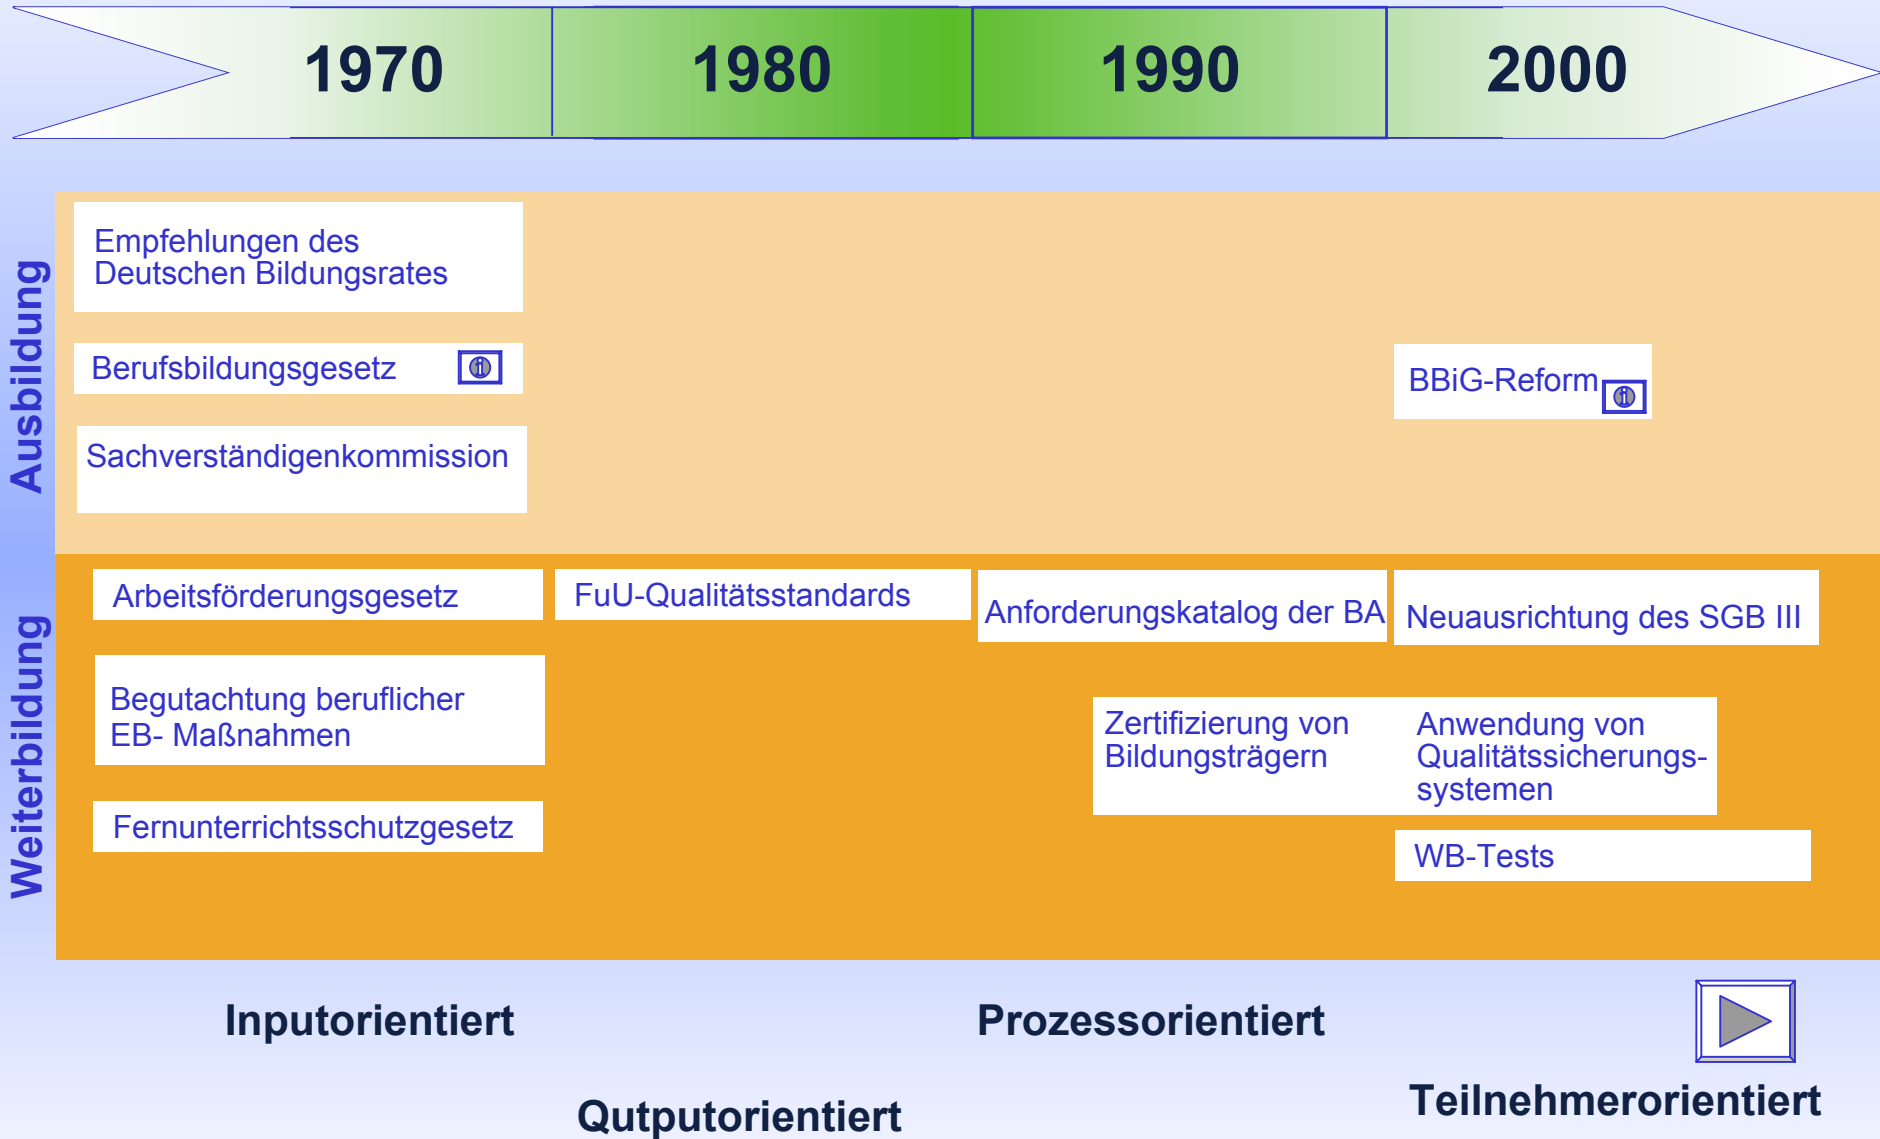 1970
1980
1990
2000
Ausbildung
Empfehlungen des
Deutschen Bildungsrates
Berufsbildungsgesetz
i
Sachverständigenkommission
BBiG-Reform
i
Weiterbildung
Arbeitsförderungsgesetz
Begutachtung beruflicher
EB- Maßnahmen
Fernunterrichtsschutzgesetz
FuU-Qualitätsstandards
Anforderungskatalog der BA
Neuausrichtung des SGB III
Zertifizierung von
Bildungsträgern
Anwendung von
Qualitätssicherungs-
systemen
WB-Tests
Inputorientiert
Qutputorientiert
Prozessorientiert
Teilnehmerorientiert